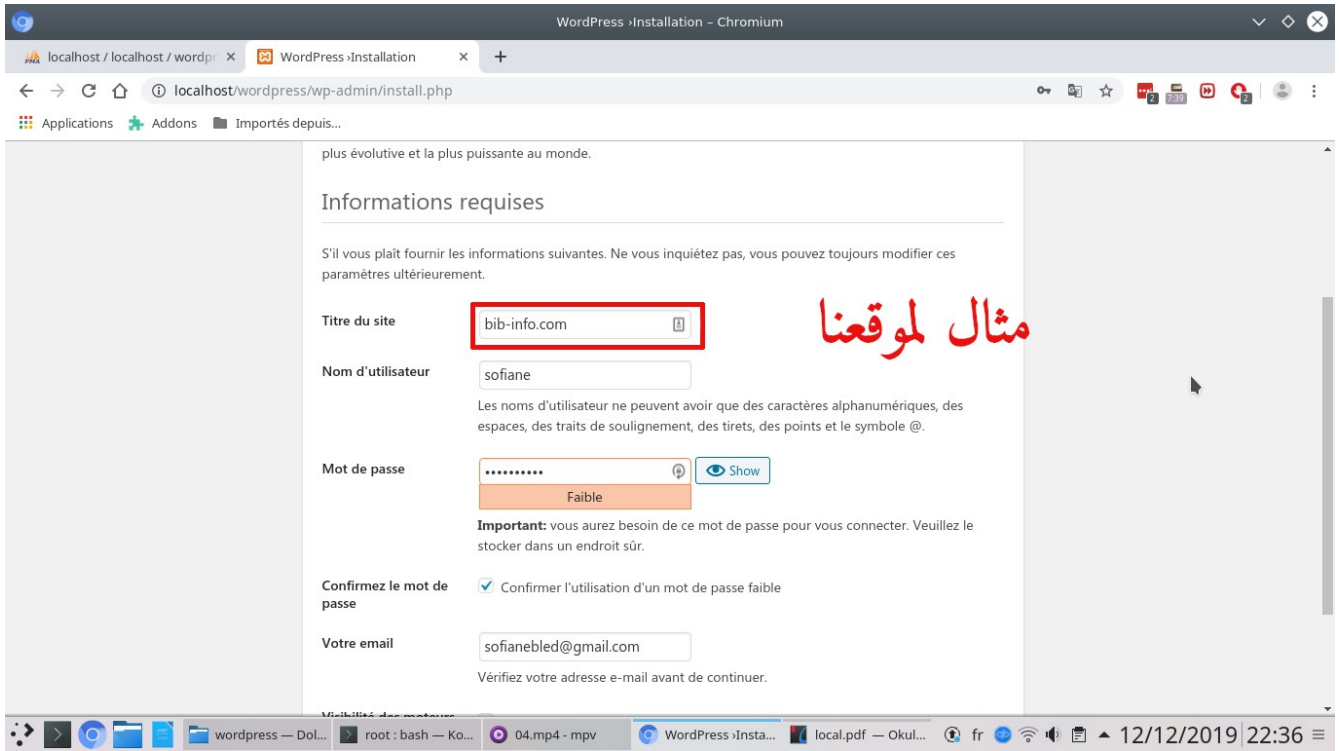 WordPress ›Installation – Chromium
localhost / localhost / wordpr
WordPress ›Installation
localhost/wordpress/wp-admin/install.php
2
7:39
2
Applications
Addons
Importés depuis...
plus évolutive et la plus puissante au monde.
Informations requises
S'il vous plaît fournir les informations suivantes. Ne vous inquiétez pas, vous pouvez toujours modifier ces
paramètres ultérieurement.
Titre du site
bib-info.com
مثال لموقعنا
Nom d'utilisateur
sofiane
Les noms d'utilisateur ne peuvent avoir que des caractères alphanumériques, des
espaces, des traits de soulignement, des tirets, des points et le symbole @.
Mot de passe
••••••••••
Show
Faible
Important: vous aurez besoin de ce mot de passe pour vous connecter. Veuillez le
stocker dans un endroit sûr.
Confirmez le mot de
passe
Confirmer l'utilisation d'un mot de passe faible
Votre email
sofianebled@gmail.com
Vérifiez votre adresse e-mail avant de continuer.
Visibilité des moteurs
wordpress — Dol...
root : bash — Ko...
04.mp4 - mpv
WordPress ›Insta...
local.pdf — Okul...
fr
12/12/2019 22:36